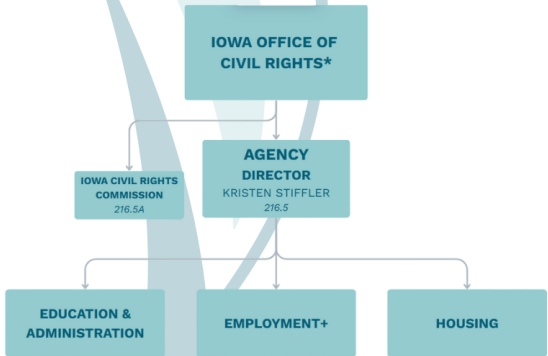 IOWA OFFICE OF
CIVIL RIGHTS*
AGENCY
DIRECTOR
KRISTEN STIFFLER
216.5
IOWA CIVIL RIGHTS
COMMISSION
216.5A
EDUCATION &
ADMINISTRATION
EMPLOYMENT+
HOUSING